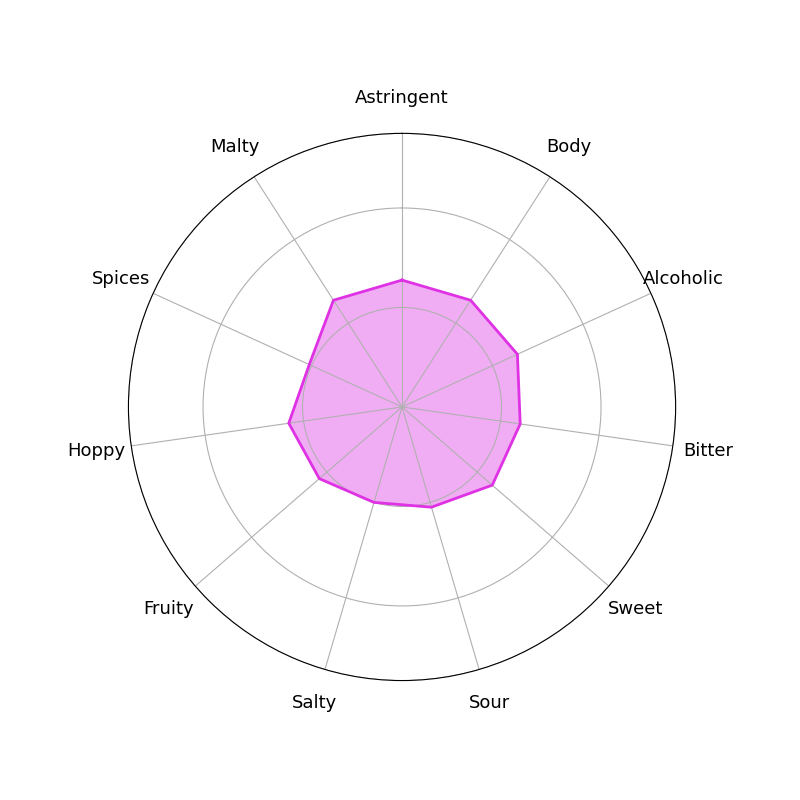 Astringent
Malty
Body
Spices
Alcoholic
Hoppy
Bitter
Fruity
Sweet
Salty
Sour